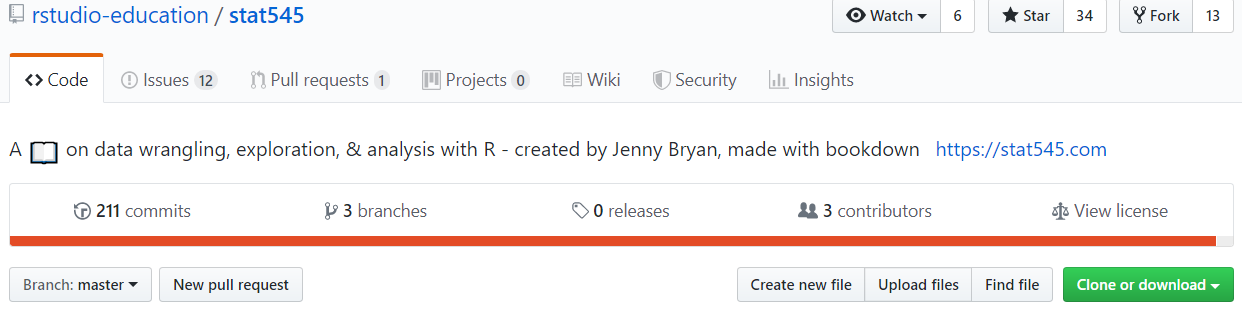 rstudio-education / stat545 Watch 6 Star 34 Fork 13
Code Issues 12 Pull requests 1 Projects 0 Wiki Security Insights
A 📖 on data wrangling, exploration, & analysis with R - created by Jenny Bryan, made with bookdown https://stat545.com
211 commits 3 branches 0 releases 3 contributors View license
Branch: master New pull request Create new file Upload files Find file Clone or download